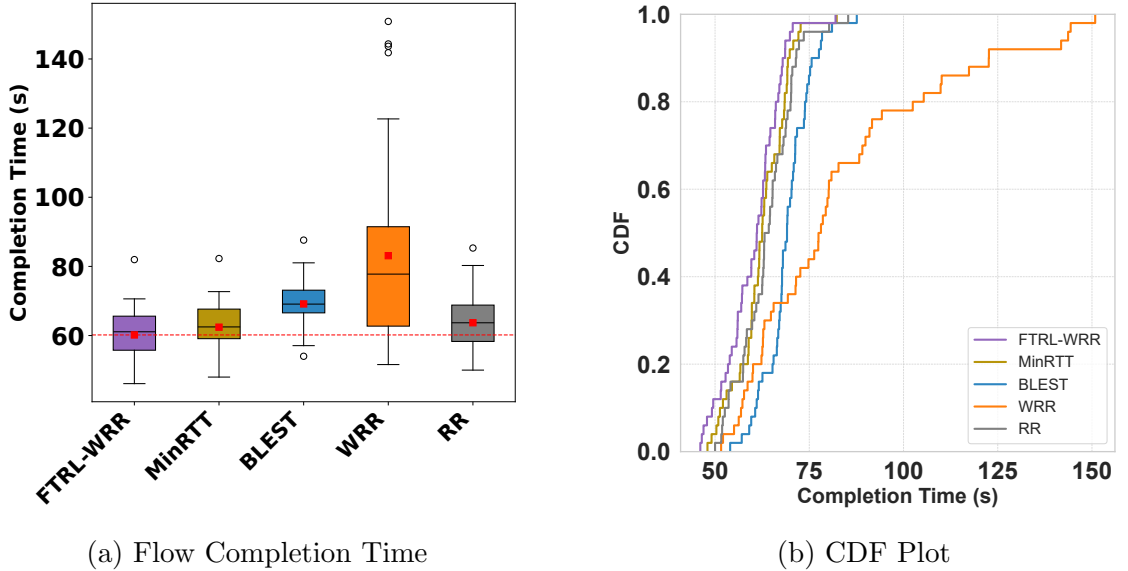 Completion Time (s)
140
120
100
80
60
FTRL-WRR
MinRTT
BLEST
WRR
RR
(a) Flow Completion Time
CDF
1.0
0.8
0.6
0.4
0.2
0.0
50
75
100
125
150
Completion Time (s)
FTRL-WRR
MinRTT
BLEST
WRR
RR
(b) CDF Plot